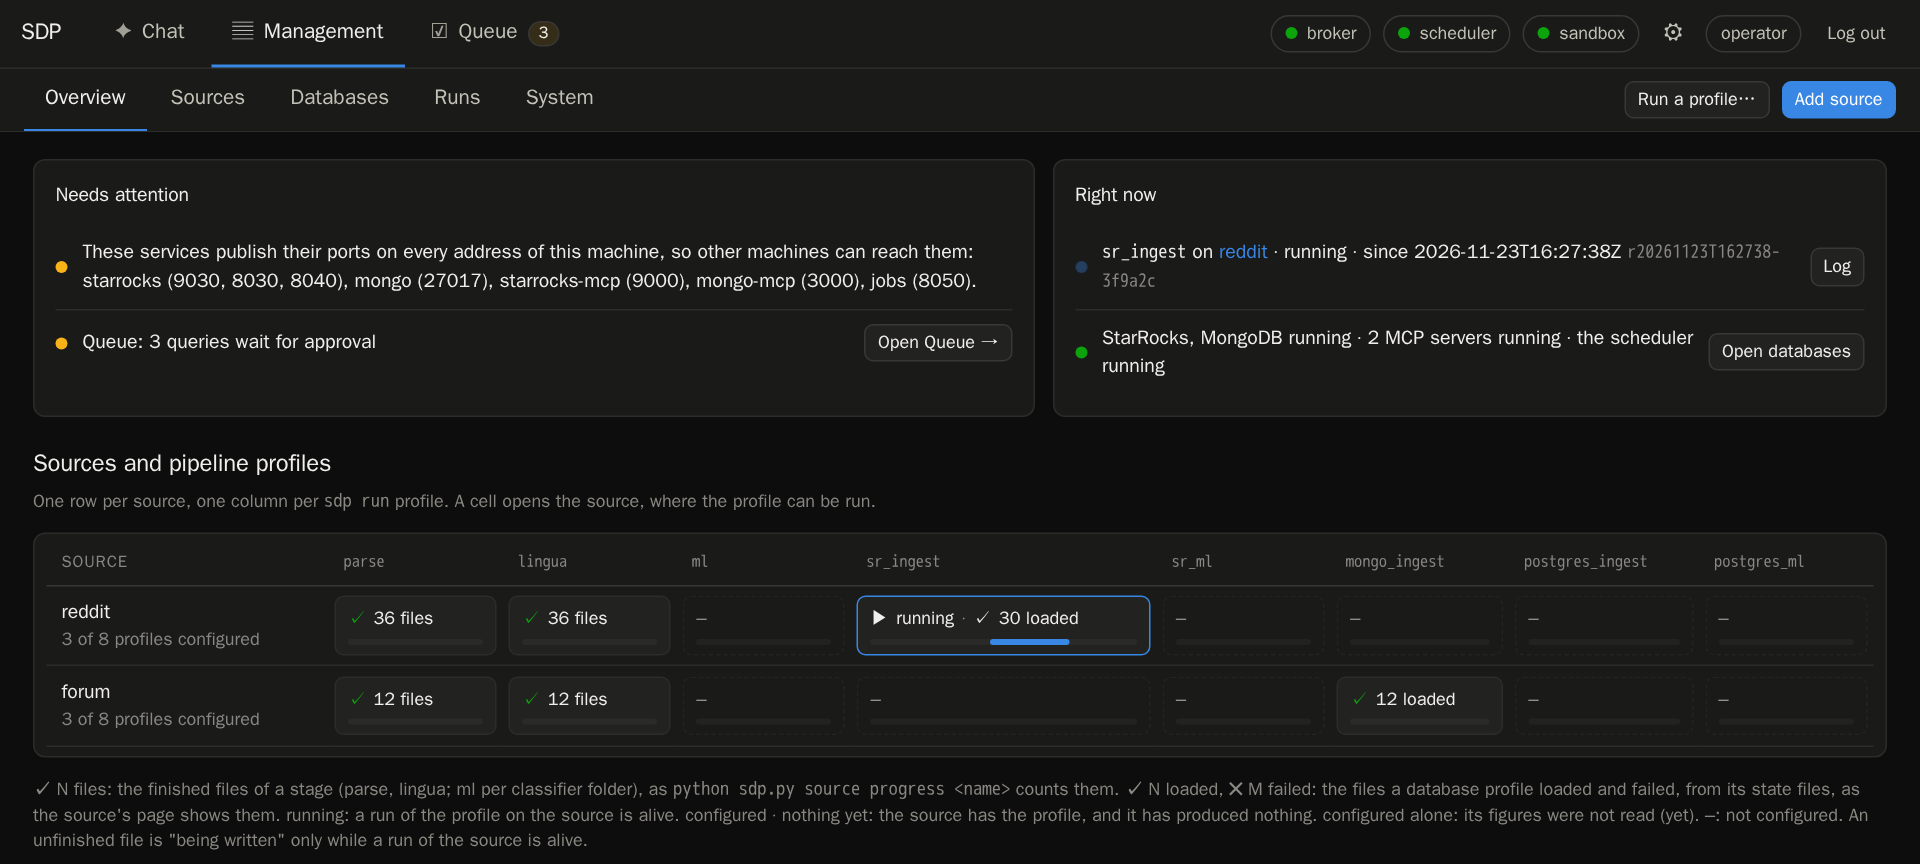 SDP
Chat
Management
Queue 3
broker
scheduler
sandbox
operator
Log out
Overview
Sources
Databases
Runs
System
Run a profile···
Add source
Needs attention
These services publish their ports on every address of this machine, so other machines can reach them:
starrocks (9030, 8030, 8040), mongo (27017), starrocks-mcp (9000), mongo-mcp (3000), jobs (8050).
Queue: 3 queries wait for approval
Open Queue →
Right now
sr_ingest on reddit · running · since 2026-11-23T16:27:38Z r20261123T162738-
3f9a2c
Log
StarRocks, MongoDB running · 2 MCP servers running · the scheduler
running
Open databases
Sources and pipeline profiles
One row per source, one column per sdp run profile. A cell opens the source, where the profile can be run.
SOURCE parse lingua ml sr_ingest sr_ml mongo_ingest postgres_ingest postgres_ml
reddit
3 of 8 profiles configured
✓ 36 files
✓ 36 files
–
▶ running · ✓ 30 loaded
–
–
–
–
forum
3 of 8 profiles configured
✓ 12 files
✓ 12 files
–
–
–
✓ 12 loaded
–
–
✓ N files: the finished files of a stage (parse, lingua; ml per classifier folder), as python sdp.py source progress <name> counts them. ✓ N loaded, ✕ M failed: the files a database profile loaded and failed, from its state files, as
the source's page shows them. running: a run of the profile on the source is alive. configured · nothing yet: the source has the profile, and it has produced nothing. configured alone: its figures were not read (yet). –: not configured. An
unfinished file is "being written" only while a run of the source is alive.